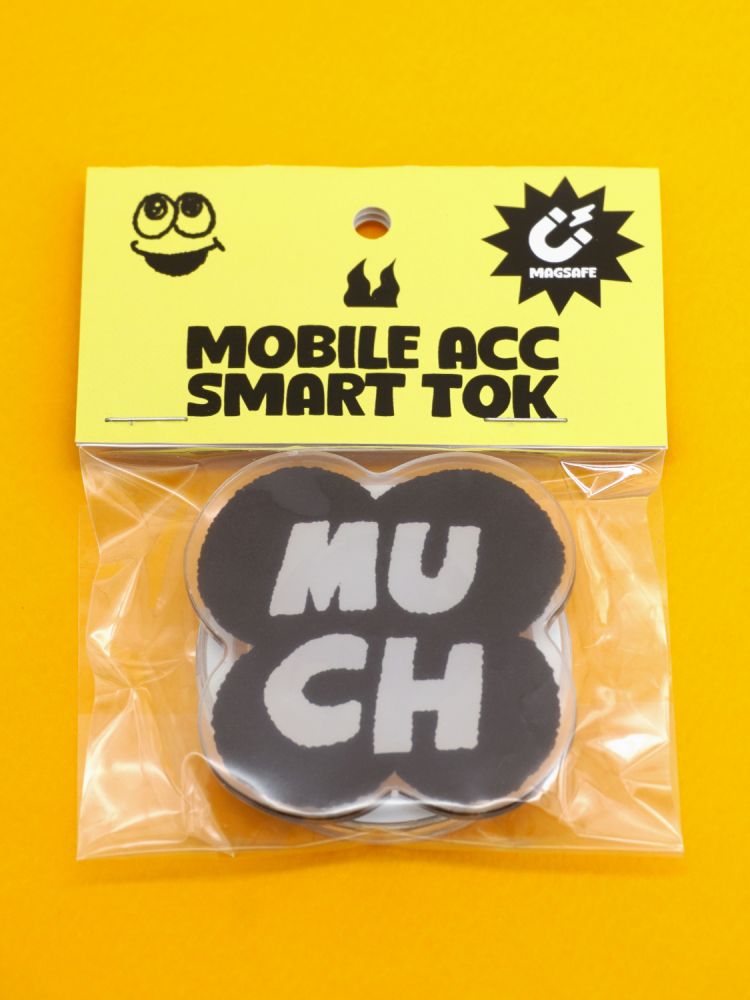 MAGSAFE
MOBILE ACC
SMART TOK
MU
CH